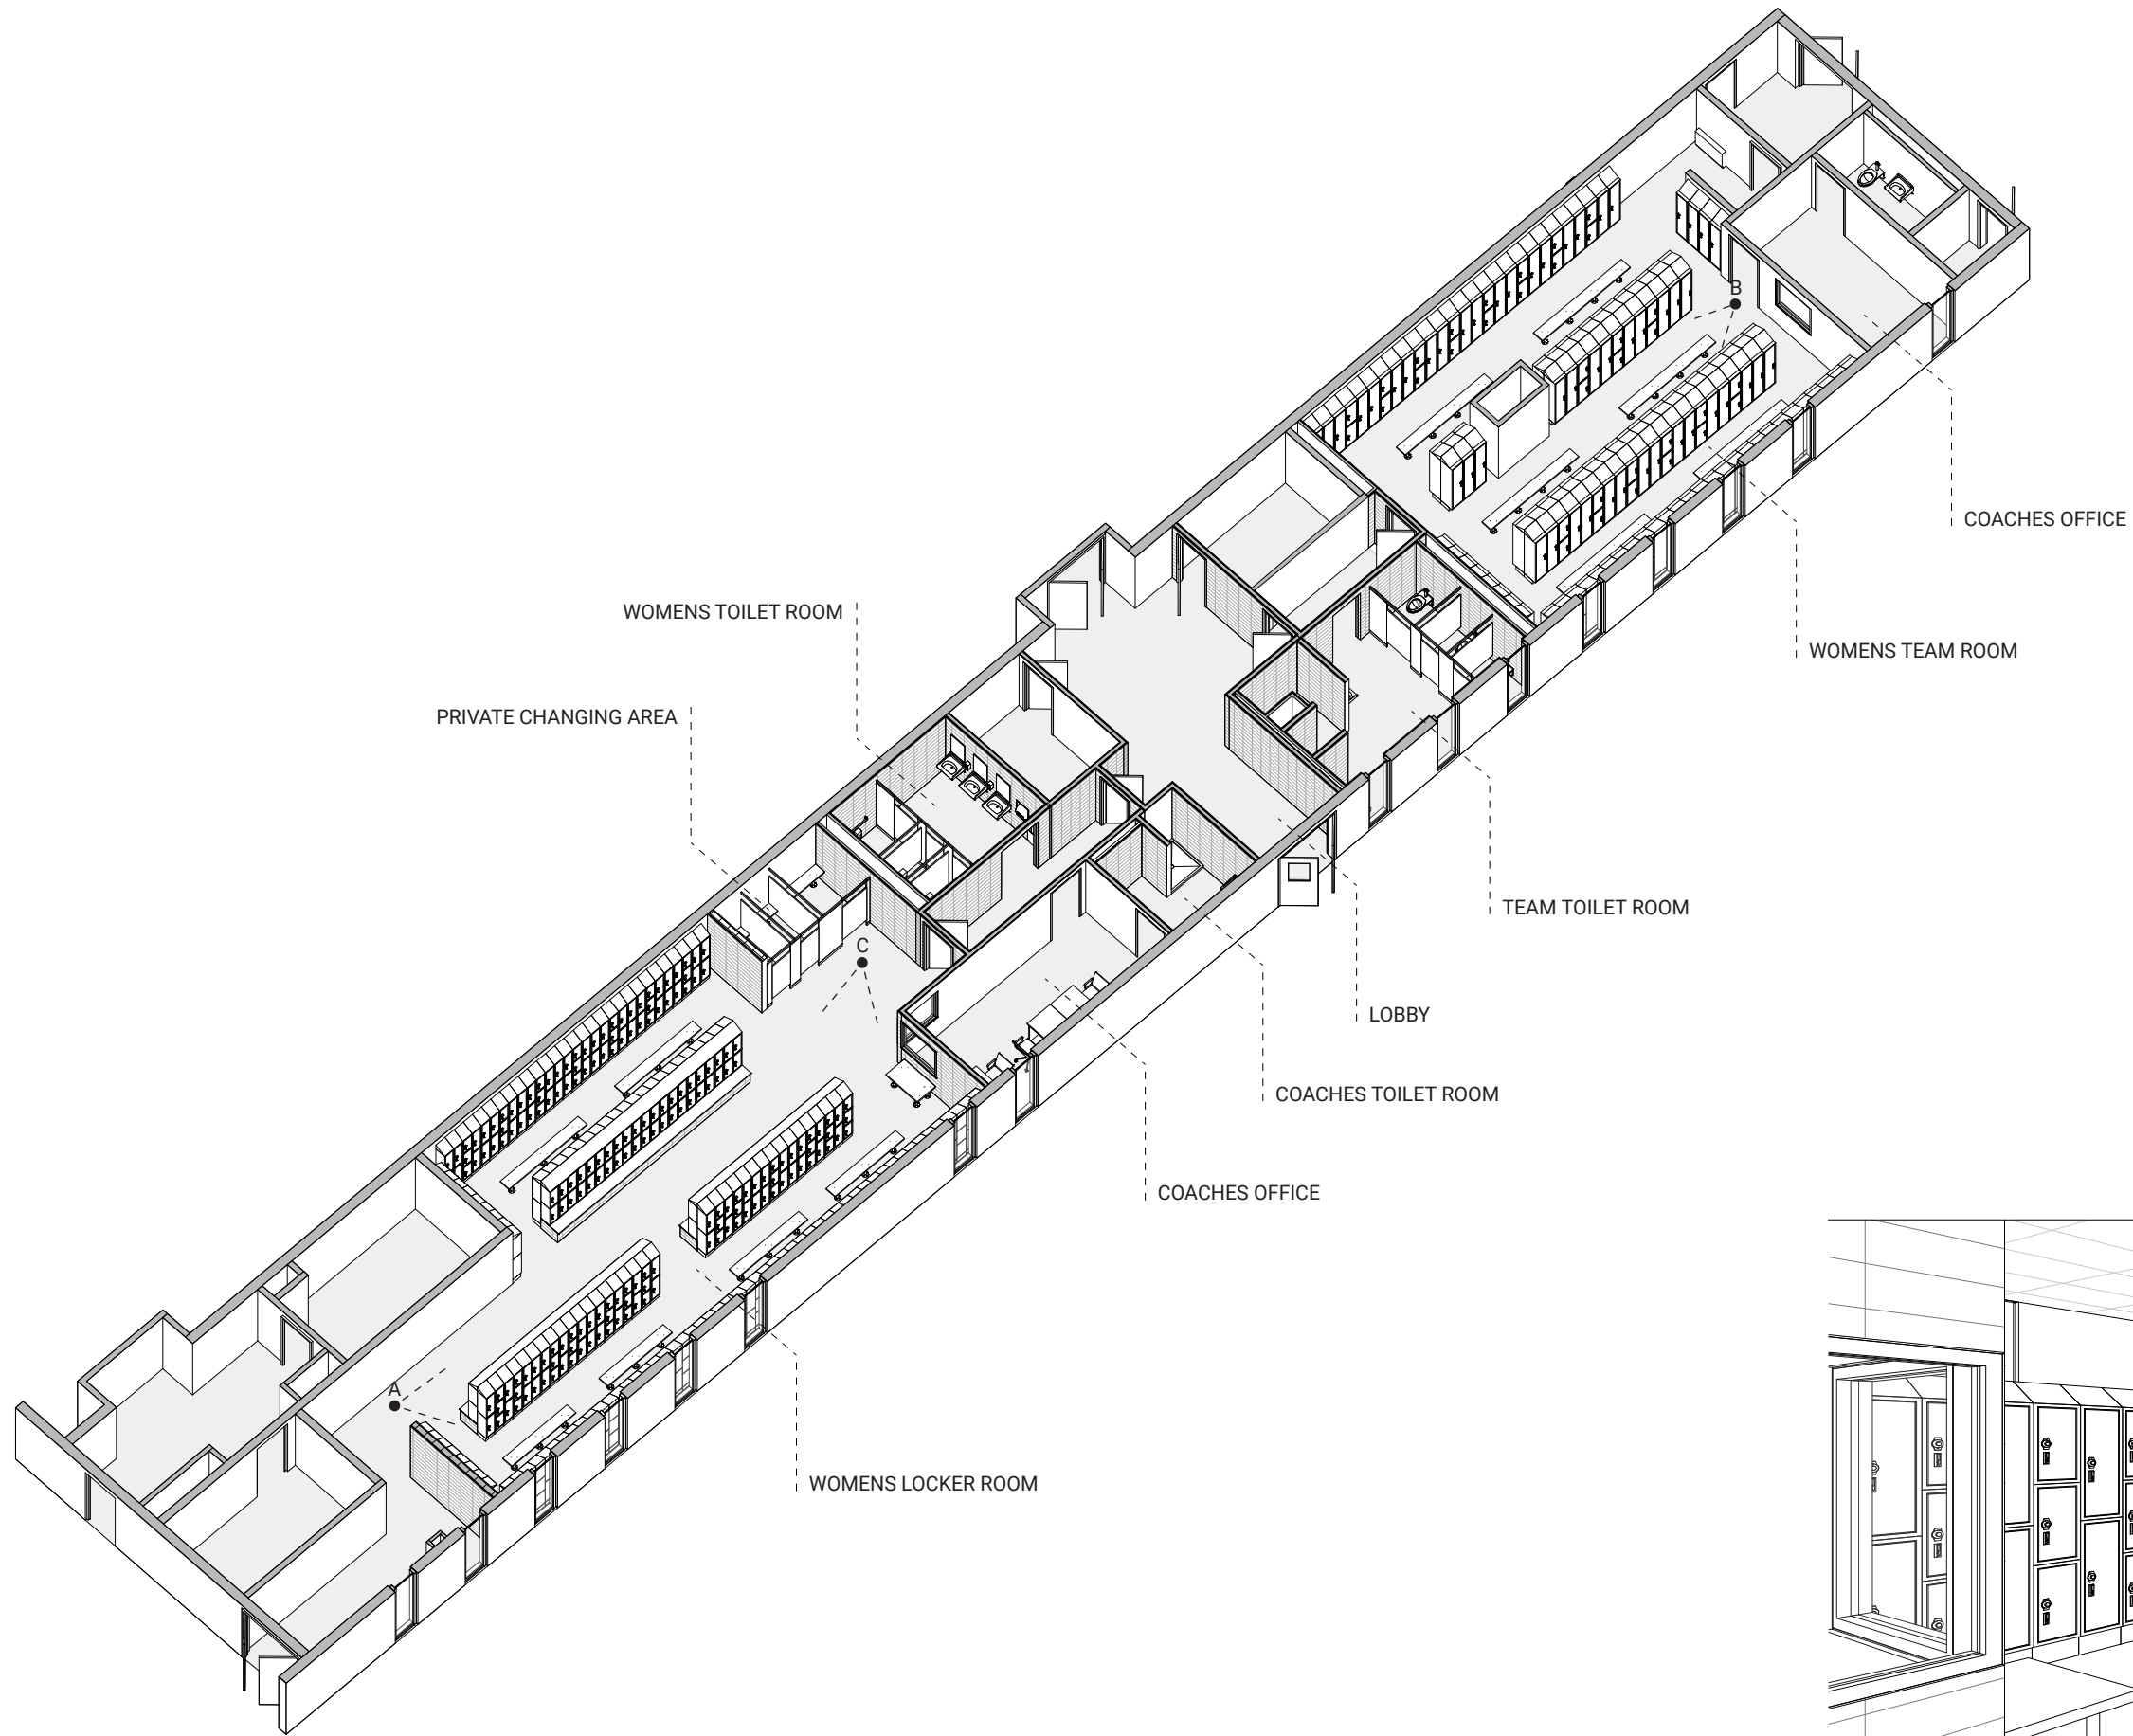 B
COACHES OFFICE
WOMENS TOILET ROOM
WOMENS TEAM ROOM
PRIVATE CHANGING AREA
TEAM TOILET ROOM
C
LOBBY
COACHES TOILET ROOM
COACHES OFFICE
A
WOMENS LOCKER ROOM